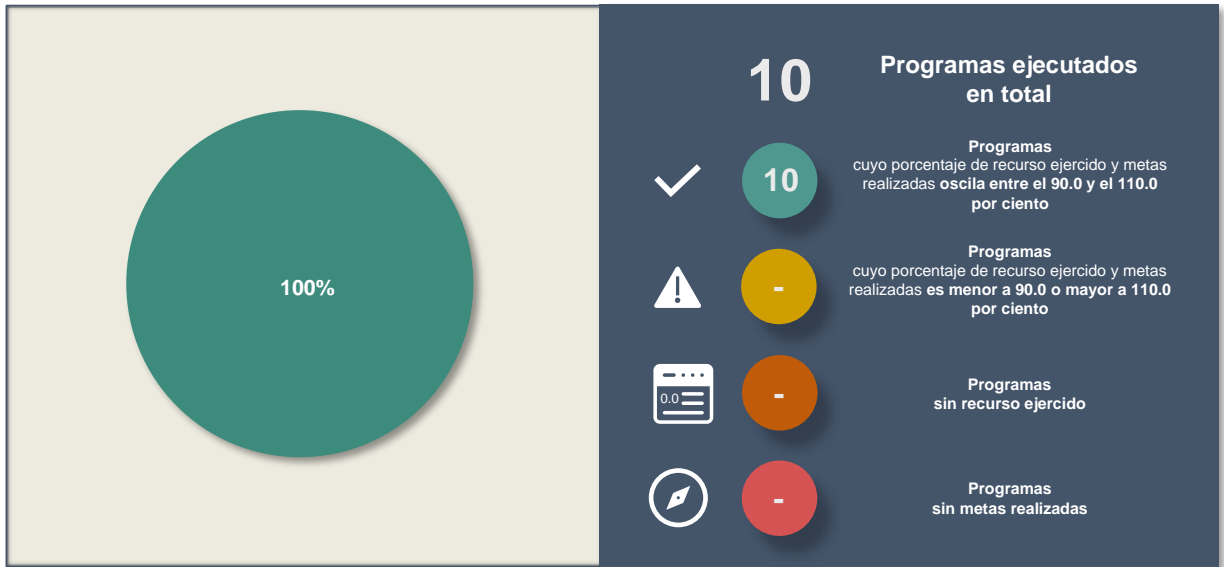 100%
10
Programas ejecutados
en total
10
Programas
cuyo porcentaje de recurso ejercido y metas
realizadas oscila entre el 90.0 y el 110.0
por ciento
-
Programas
cuyo porcentaje de recurso ejercido y metas
realizadas es menor a 90.0 o mayor a 110.0
por ciento
0.0
-
Programas
sin recurso ejercido
-
Programas
sin metas realizadas